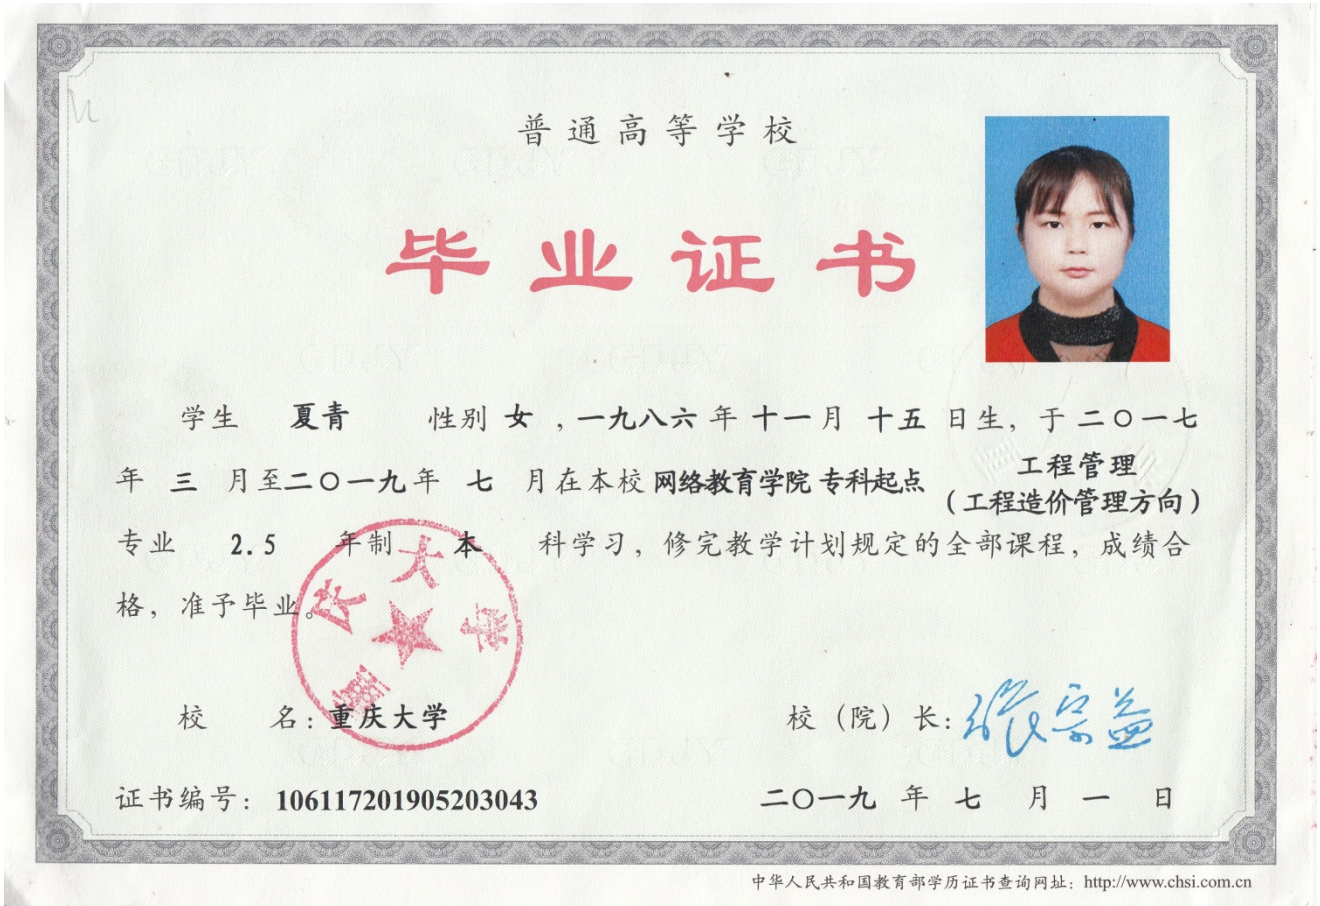 普通高等学校
毕业证书
学生 夏青 性别 女 ，一九八六 年 十一 月 十五 日生，于 二〇一七
年 三 月至二〇一九年 七 月在本校 网络教育学院 专科起点 工程管理
（工程造价管理方向）
专业 2.5 年制 本 科学习，修完教学计划规定的全部课程，成绩合
格，准予毕业。
重庆大学
校 名：重庆大学
校（院）长：张宗益
证书编号： 106117201905203043
二〇一九 年 七 月 一 日
中华人民共和国教育部学历证书查询网址：http://www.chsi.com.cn